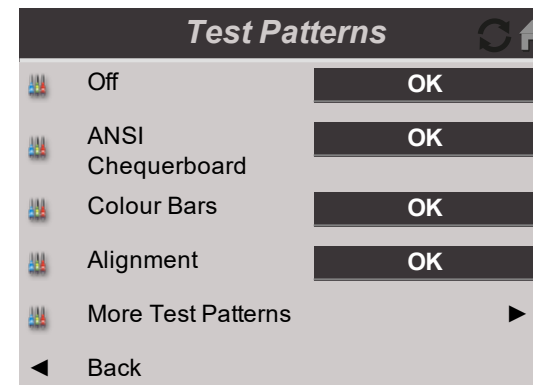 Test Patterns
Off OK
ANSI OK
Chequerboard
Colour Bars OK
Alignment OK
More Test Patterns ►
◄ Back